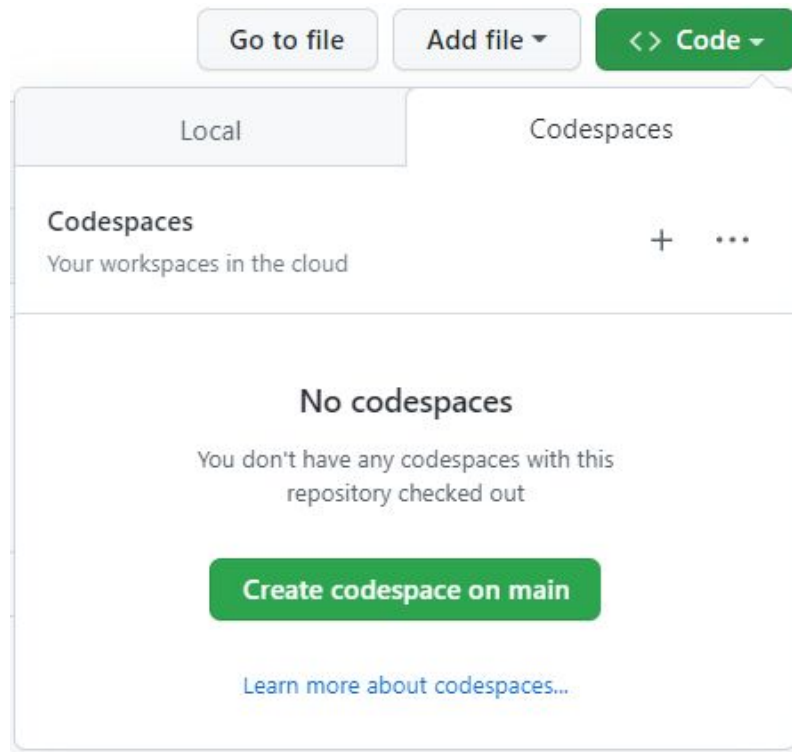 Go to file Add file <> Code
Local Codespaces
Codespaces
Your workspaces in the cloud
No codespaces
You don't have any codespaces with this
repository checked out
Create codespace on main
Learn more about codespaces...